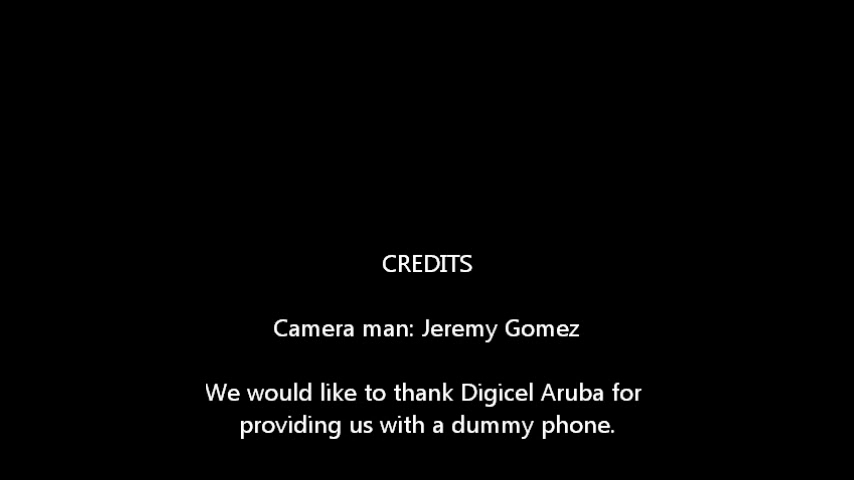 CREDITS
Camera man: Jeremy Gomez
We would like to thank Digicel Aruba for
providing us with a dummy phone.